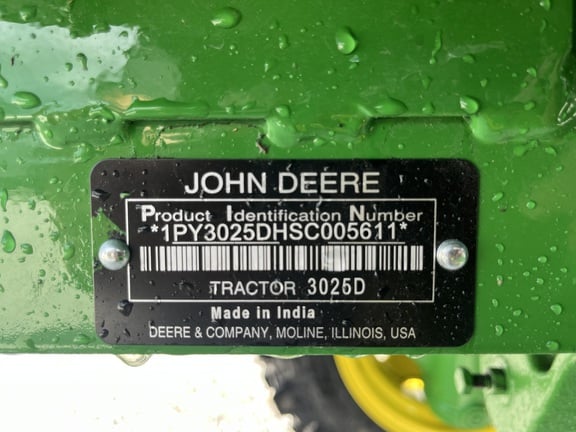 JOHN DEERE
Product Identification Number
*1PY3025DHSC005611*
TRACTOR 3025D
Made in India
DEERE & COMPANY, MOLINE, ILLINOIS, USA